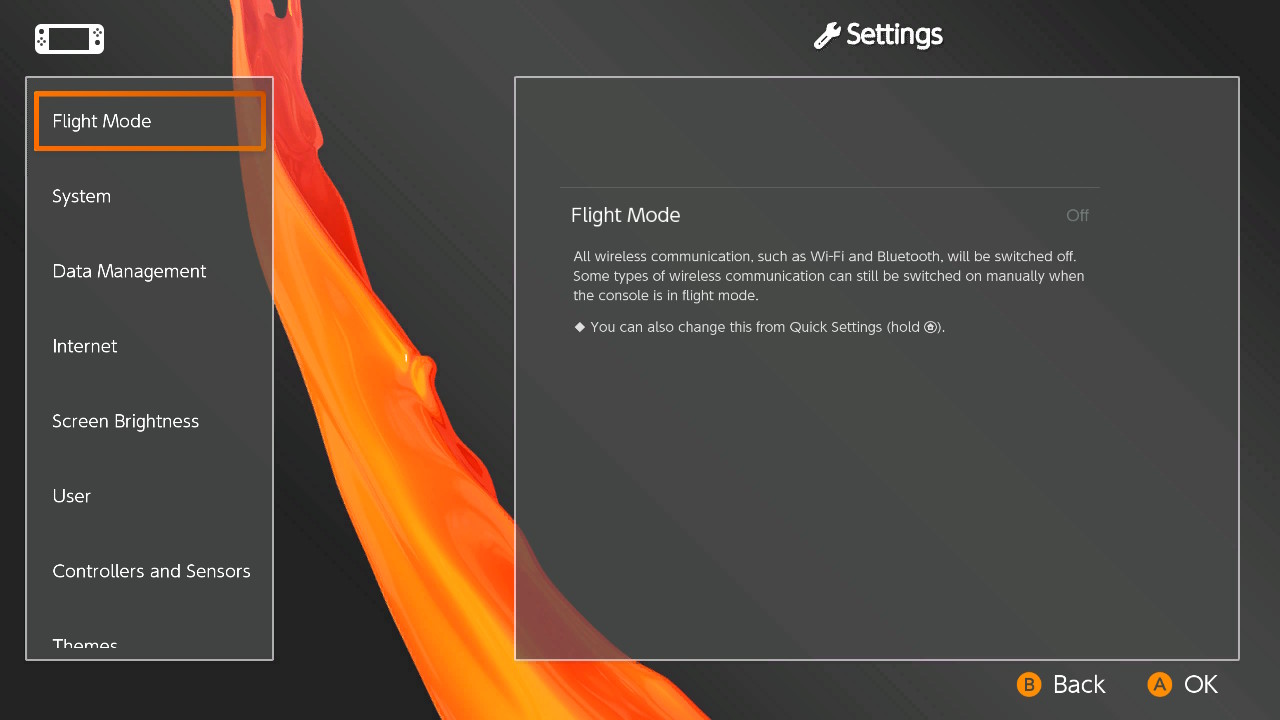 Settings
Flight Mode
System
Data Management
Internet
Screen Brightness
User
Controllers and Sensors
Themes
Flight Mode Off
All wireless communication, such as Wi-Fi and Bluetooth, will be switched off.
Some types of wireless communication can still be switched on manually when
the console is in flight mode.
◆ You can also change this from Quick Settings (hold ).
B Back A OK